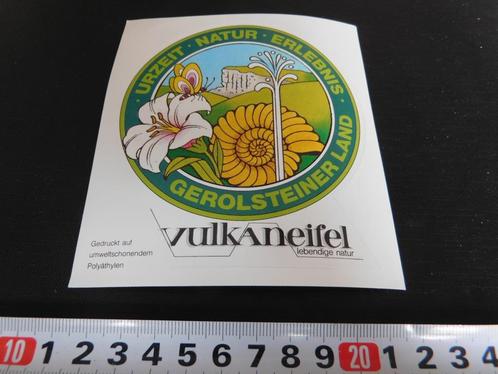 URZEIT · NATUR · ERLEBNIS ·
GEROLSTEINER LAND
vulkaneifel
lebendige natur
Gedruckt auf
umweltschonendem
Polyäthylen
10 1 2 3 4 5 6 7 8 9 20 1 2 3 4